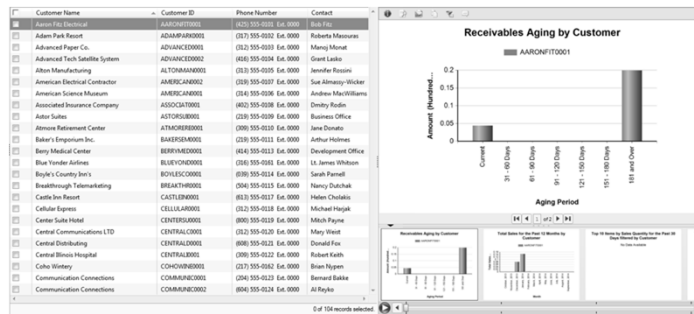 Customer Name Customer ID Phone Number Contact
Aaron Fitz Electrical AARONFIT0001 (425) 555-0101 Ext. 0000 Bob Fitz
Adam Park Resort ADAMPARK0001 (317) 555-0102 Ext. 0000 Roberta Masouras
Advanced Paper Co. ADVANCED0001 (312) 555-0103 Ext. 0000 Manoj Monat
Advanced Tech Satellite System ADVANCED0002 (416) 555-0104 Ext. 0000 Grant Lasko
Alton Manufacturing ALTONMAN0001 (313) 555-0105 Ext. 0000 Jennifer Rossini
American Electrical Contractor AMERICAN0002 (319) 555-0107 Ext. 0000 Sue Almassy-Wicker
American Science Museum AMERICAN0001 (314) 555-0106 Ext. 0000 Andrew MacWilliams
Associated Insurance Company ASSOCIAT0001 (402) 555-0108 Ext. 0000 Dmitry Rodin
Astor Suites ASTORSUI0001 (219) 555-0109 Ext. 0000 Business Office
Atmore Retirement Center ATMORERE0001 (309) 555-0110 Ext. 0000 Jane Donato
Baker's Emporium Inc. BAKERSEM0001 (219) 555-0111 Ext. 0000 Arthur Holmes
Berry Medical Center BERRYMED0001 (414) 555-0113 Ext. 0000 Development Office
Blue Yonder Airlines BLUEYOND0001 (316) 555-0161 Ext. 0000 Lt. James Whitson
Boyle's Country Inn's BOYLESCO0001 (039) 555-0114 Ext. 0000 Sarah Parnell
Breakthrough Telemarketing BREAKTHR0001 (504) 555-0115 Ext. 0000 Nancy Dutchak
Castle Inn Resort CASTLEIN0001 (613) 555-0117 Ext. 0000 Helen Cholakis
Cellular Express CELLULAR0001 (312) 555-0118 Ext. 0000 Michael Harjak
Center Suite Hotel CENTERSU0001 (800) 555-0119 Ext. 0000 Mitch Payne
Central Communications LTD CENTRALC0001 (312) 555-0120 Ext. 0000 Mary Weist
Central Distributing CENTRALD0001 (608) 555-0121 Ext. 0000 Donald Fox
Central Illinois Hospital CENTRALI0001 (309) 555-0122 Ext. 0000 Robert Keith
Coho Wintery COHOWINE0001 (217) 555-0162 Ext. 0000 Brian Nypen
Communication Connections COMMUNIC0001 (204) 555-0123 Ext. 0000 Bernard Bakke
Communication Connections COMMUNIC0002 (604) 555-0124 Ext. 0000 Al Reyko
0 of 104 records selected.
Receivables Aging by Customer
AARONFIT0001
Amount (Hundred...
0.2
0.15
0.1
0.05
0
Current
31 - 60 Days
61 - 90 Days
91 - 120 Days
121 - 150 Days
151 - 180 Days
181 and Over
Aging Period
1 of 2
Receivables Aging by Customer
Total Sales for the Past 12 Months by Customer
Top 10 Items by Sales Quantity for the Past 30 Days filtered by Customer